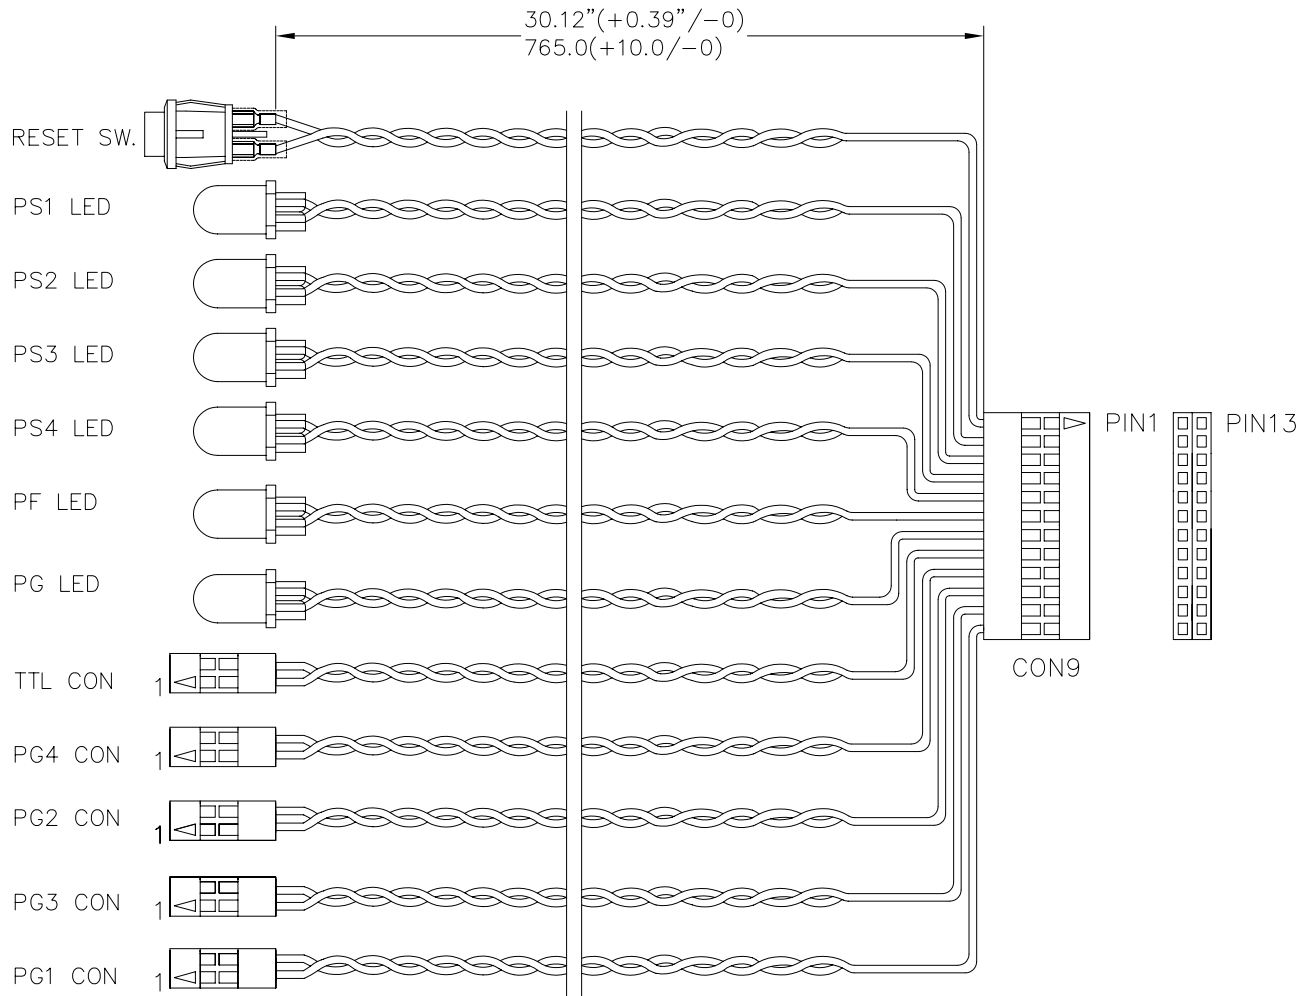 30.12”(+0.39”/−0)
765.0(+10.0/−0)
RESET SW.
PS1 LED
PS2 LED
PS3 LED
PS4 LED
PIN1
PIN13
PF LED
PG LED
CON9
TTL CON 1
PG4 CON 1
PG2 CON 1
PG3 CON 1
PG1 CON 1